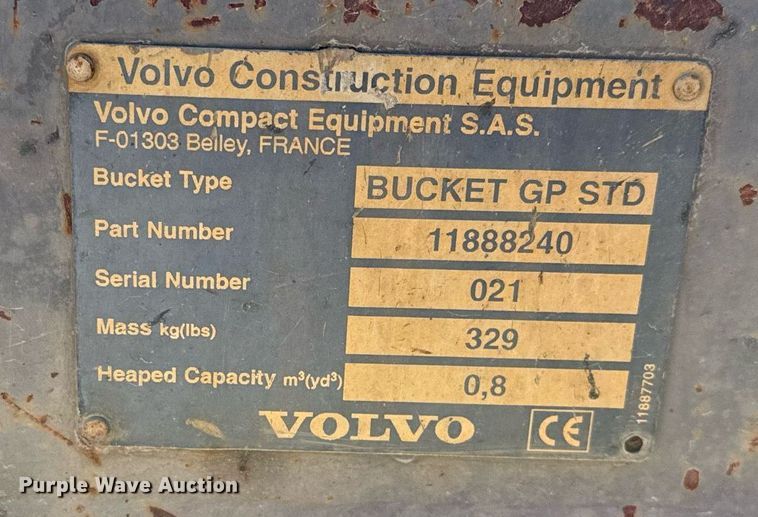 Volvo Construction Equipment
Volvo Compact Equipment S.A.S.
F-01303 Belley, FRANCE
Bucket Type BUCKET GP STD
Part Number 11888240
Serial Number 021
Mass kg(lbs) 329
Heaped Capacity m³(yd³) 0,8
VOLVO CE
11887703
Purple Wave Auction